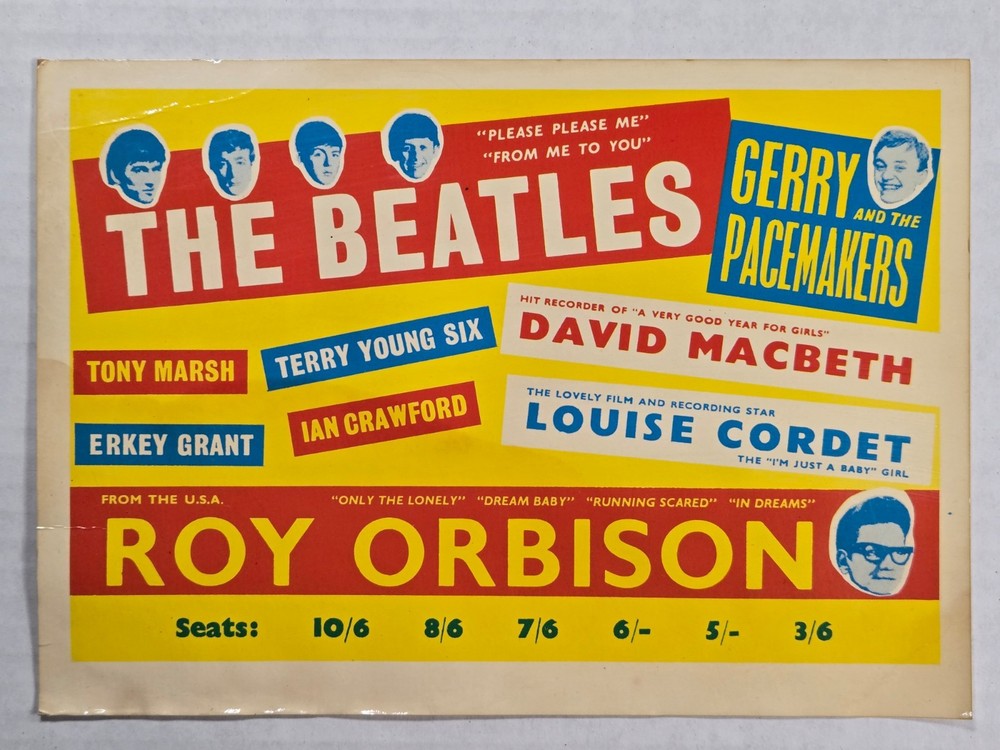 "PLEASE PLEASE ME"
"FROM ME TO YOU"
THE BEATLES
GERRY
AND THE
PACEMAKERS
HIT RECORDER OF "A VERY GOOD YEAR FOR GIRLS"
DAVID MACBETH
TONY MARSH
TERRY YOUNG SIX
IAN CRAWFORD
ERKEY GRANT
THE LOVELY FILM AND RECORDING STAR
LOUISE CORDET
THE "I'M JUST A BABY" GIRL
FROM THE U.S.A. "ONLY THE LONELY" "DREAM BABY" "RUNNING SCARED" "IN DREAMS"
ROY ORBISON
Seats: 10/6 8/6 7/6 6/- 5/- 3/6